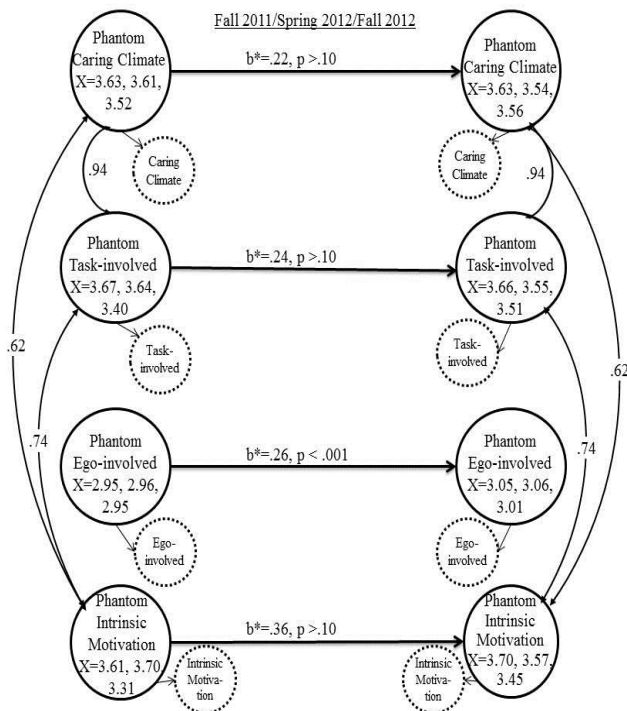 Fall 2011/Spring 2012/Fall 2012
Phantom
Caring Climate
X=3.63, 3.61,
3.52
b*=.22, p >.10
Phantom
Caring Climate
X=3.63, 3.54,
3.56
Caring
Climate
Caring
Climate
.94
.94
Phantom
Task-involved
X=3.67, 3.64,
3.40
b*=.24, p >.10
Phantom
Task-involved
X=3.66, 3.55,
3.51
Task-
involved
Task-
involved
.62
.62
.74
.74
Phantom
Ego-involved
X=2.95, 2.96,
2.95
b*=.26, p < .001
Phantom
Ego-involved
X=3.05, 3.06,
3.01
Ego-
involved
Ego-
involved
Phantom
Intrinsic
Motivation
X=3.61, 3.70,
3.31
b*=.36, p >.10
Phantom
Intrinsic
Motivation
X=3.70, 3.57,
3.45
Intrinsic
Motiva-
tion
Intrinsic
Motiva-
tion